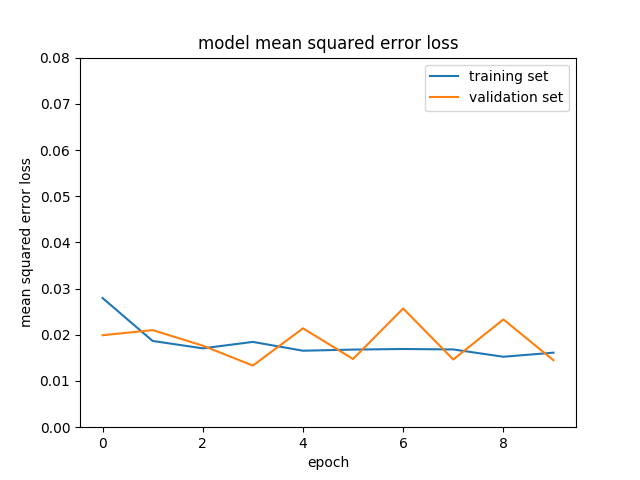 model mean squared error loss
0.08
0.07
0.06
0.05
0.04
0.03
0.02
0.01
0.00
mean squared error loss
training set
validation set
0 2 4 6 8
epoch